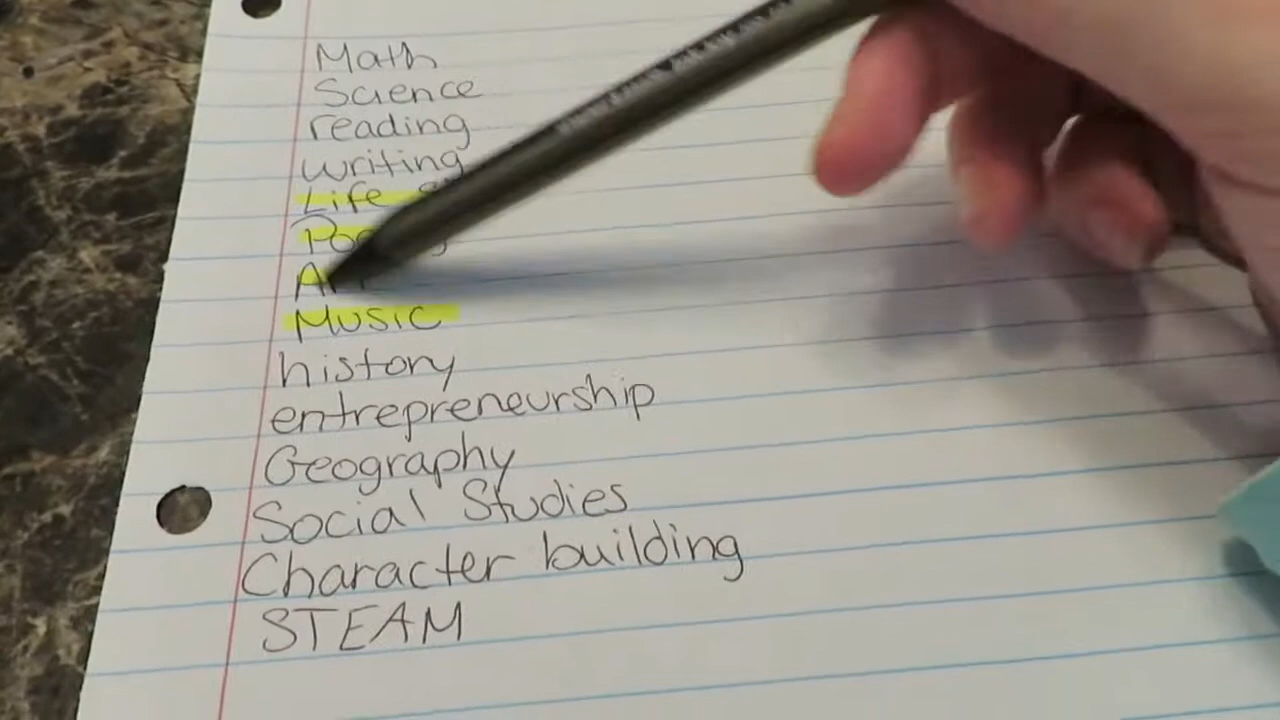 Math
Science
reading
writing
Life
Music
history
entrepreneurship
Geography
Social Studies
Character building
STEAM